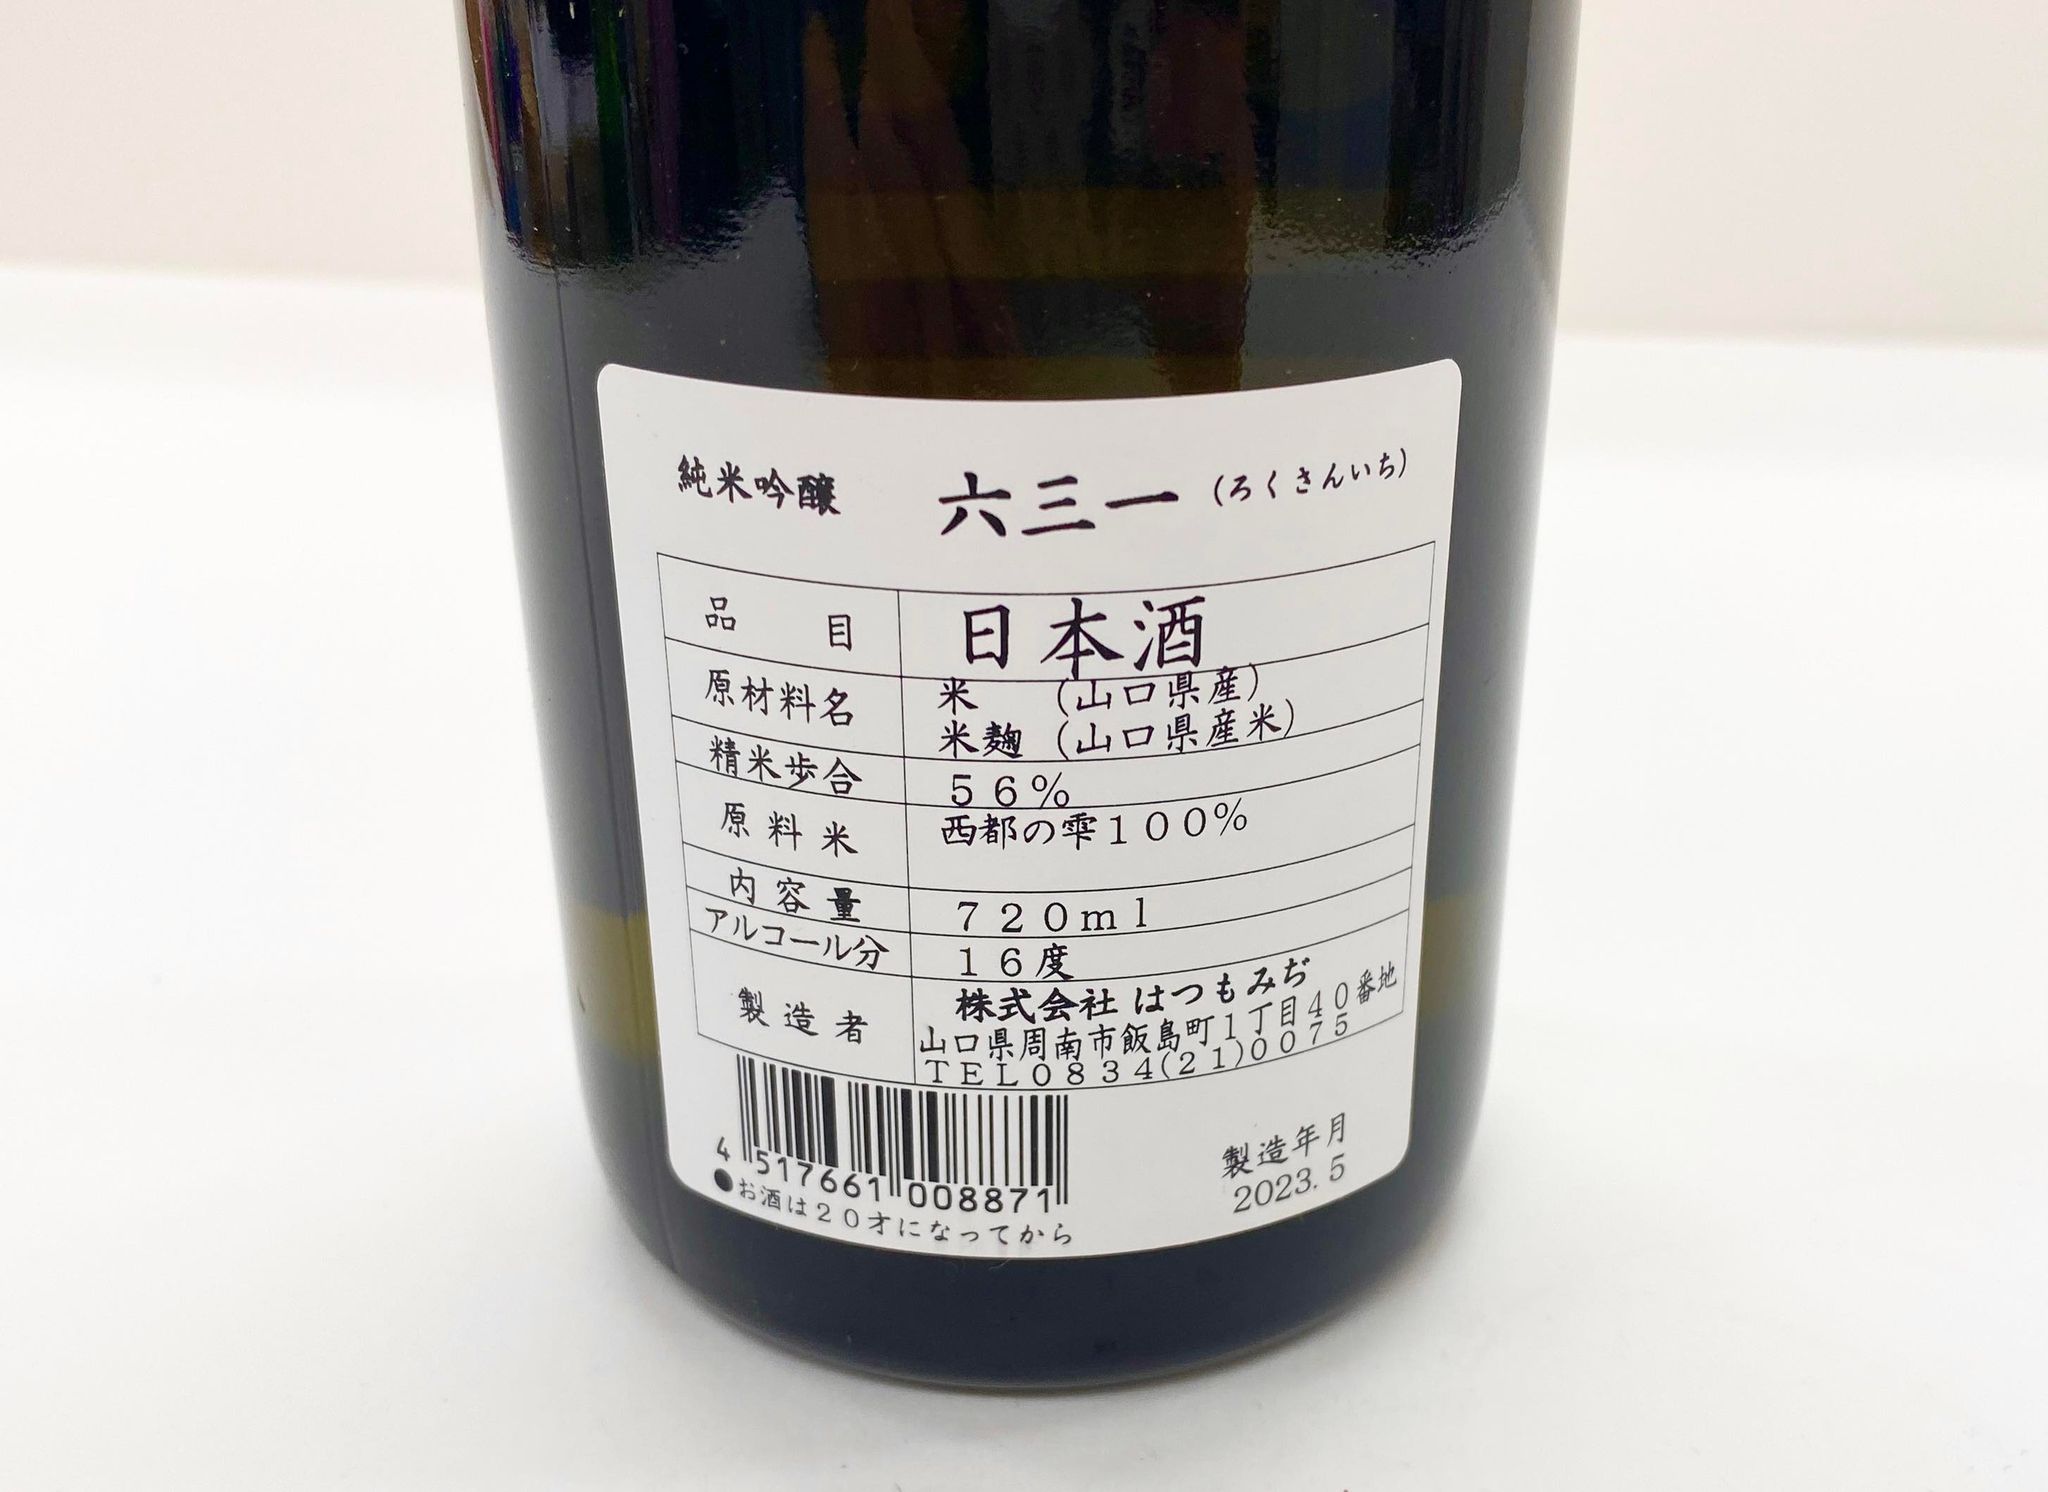 純米吟醸 六三一 (ろくさんいち)
品 目 日本酒
原材料名 米 (山口県産)
米麹 (山口県産米)
精米歩合 56%
原料米 西都の雫100%
内容量 720ml
アルコール分 16度
製造者 株式会社 はつもみぢ
山口県周南市飯島町1丁目40番地
TEL0834(21)0075
4 517661 008871
製造年月
2023.5
●お酒は20才になってから